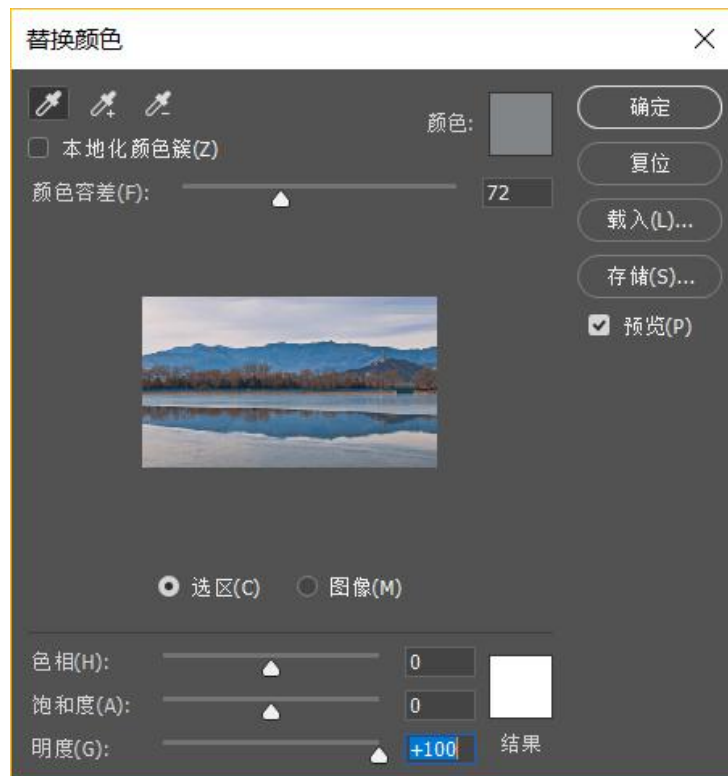 替换颜色
颜色:
确定
本地化颜色簇(Z)
复位
颜色容差(F):
72
载入(L)...
存储(S)...
预览(P)
选区(C)
图像(M)
色相(H):
0
饱和度(A):
0
明度(G):
+100
结果